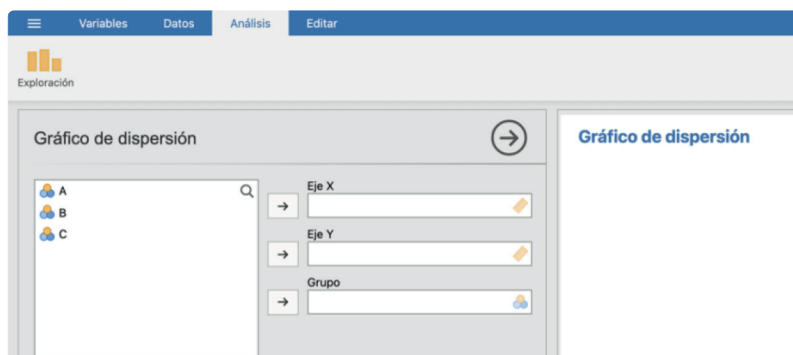 Variables Datos Análisis Editar
Exploración
Gráfico de dispersión
A
B
C
Eje X
Eje Y
Grupo
Gráfico de dispersión